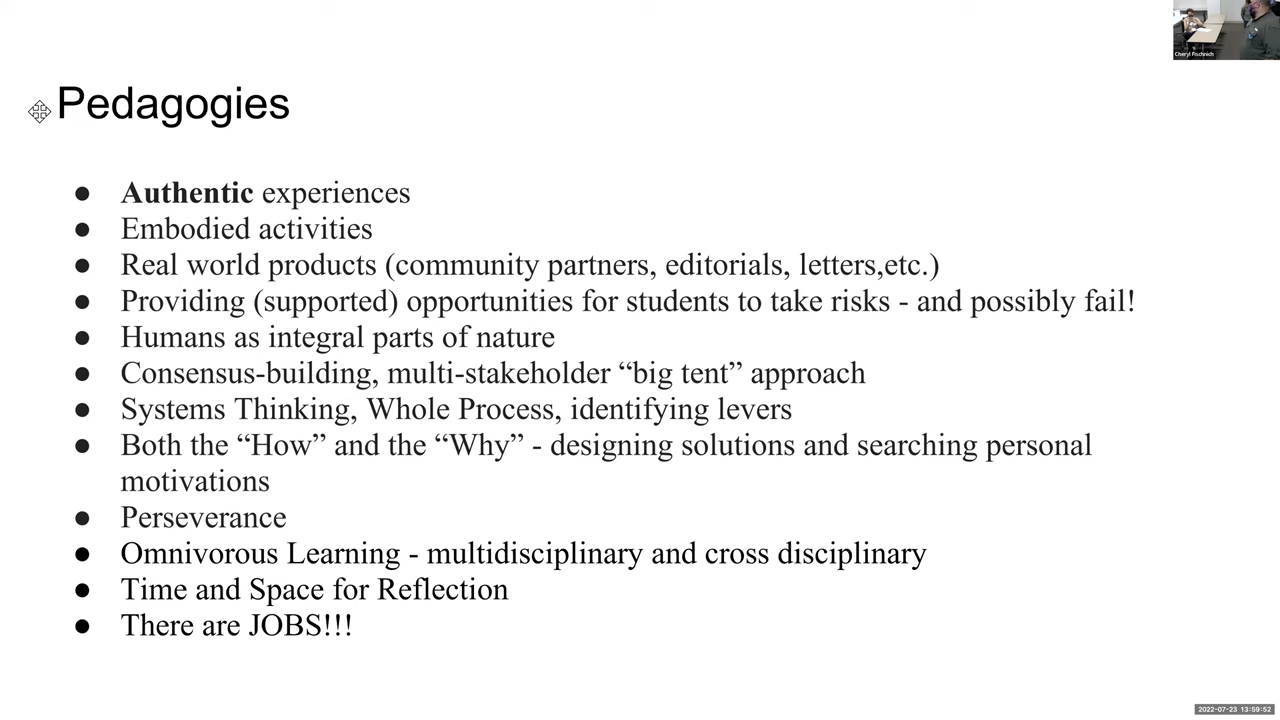 Cheryl Fischnich
Pedagogies
● Authentic experiences
● Embodied activities
● Real world products (community partners, editorials, letters,etc.)
● Providing (supported) opportunities for students to take risks - and possibly fail!
● Humans as integral parts of nature
● Consensus-building, multi-stakeholder “big tent” approach
● Systems Thinking, Whole Process, identifying levers
● Both the “How” and the “Why” - designing solutions and searching personal
motivations
● Perseverance
● Omnivorous Learning - multidisciplinary and cross disciplinary
● Time and Space for Reflection
● There are JOBS!!!
2022-07-23 13:59:52